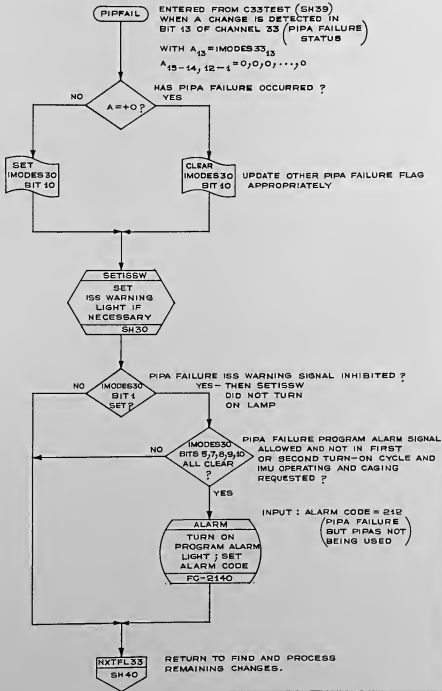 PIPFAIL
ENTERED FROM C33TEST (SH39)
WHEN A CHANGE IS DETECTED IN
BIT 13 OF CHANNEL 33 (PIPA FAILURE STATUS)
WITH A13=IMODES3313
A15-14, 12-1=0,0,0,...,0
HAS PIPA FAILURE OCCURRED ?
NO
A=+0?
YES
SET
IMODES30
BIT 10
CLEAR
IMODES30
BIT 10
UPDATE OTHER PIPA FAILURE FLAG
APPROPRIATELY
SETISSW
SET
ISS WARNING
LIGHT IF
NECESSARY
SH30
PIPA FAILURE ISS WARNING SIGNAL INHIBITED ?
YES- THEN SETISSW
DID NOT TURN
ON LAMP
NO
IMODES30
BIT 1
SET?
NO
IMODES30
BITS 5,7,8,9,10
ALL CLEAR
?
PIPA FAILURE PROGRAM ALARM SIGNAL
ALLOWED AND NOT IN FIRST
OR SECOND TURN-ON CYCLE AND
IMU OPERATING AND CAGING
REQUESTED ?
YES
ALARM
TURN ON
PROGRAM ALARM
LIGHT ; SET
ALARM CODE
FC-2140
INPUT : ALARM CODE = 212
(PIPA FAILURE
BUT PIPAS NOT
BEING USED)
NXTFL33
SH40
RETURN TO FIND AND PROCESS
REMAINING CHANGES.